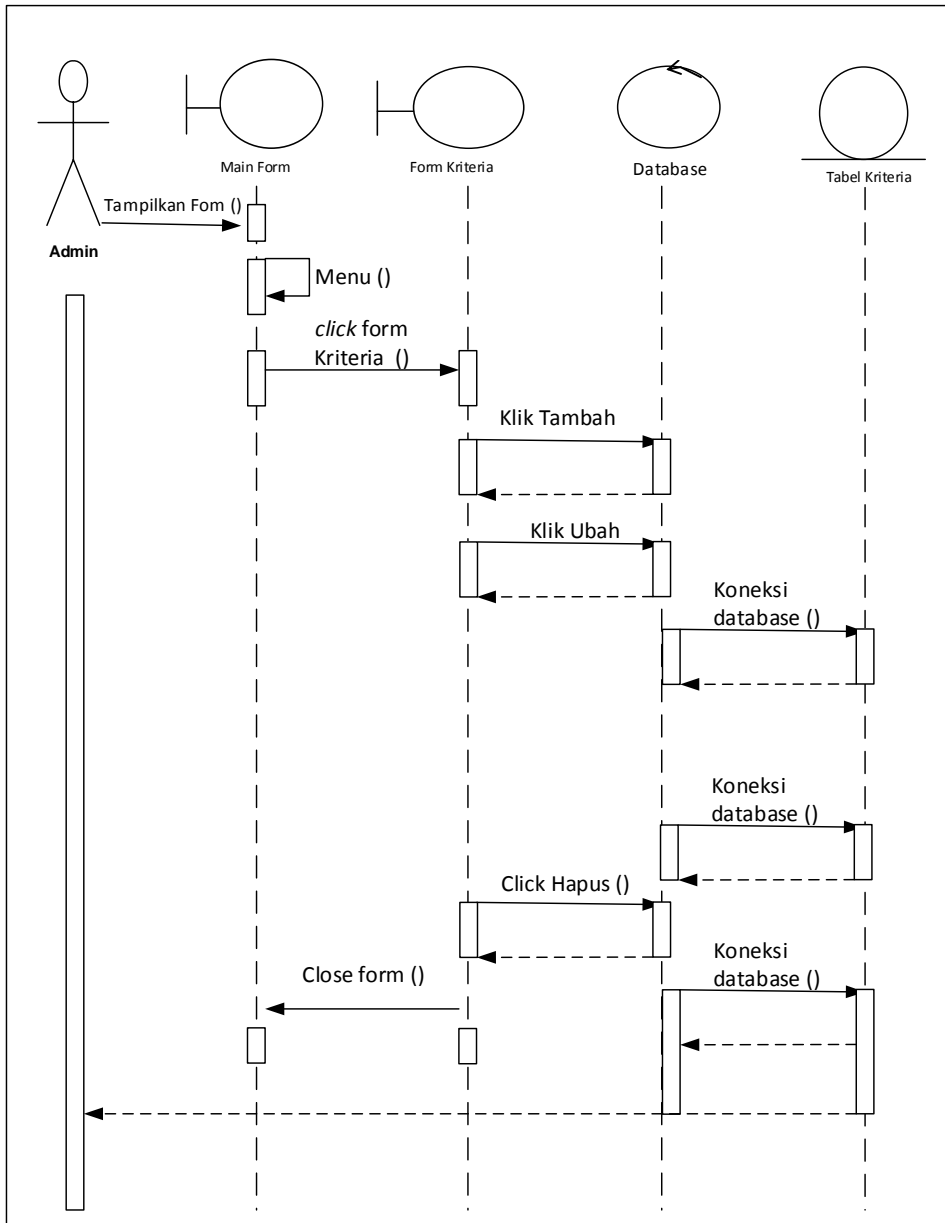 Main Form
Form Kriteria
Database
Tabel Kriteria
Tampilkan Fom ()
Admin
Menu ()
click form
Kriteria ()
Klik Tambah
Klik Ubah
Koneksi
database ()
Koneksi
database ()
Click Hapus ()
Koneksi
database ()
Close form ()